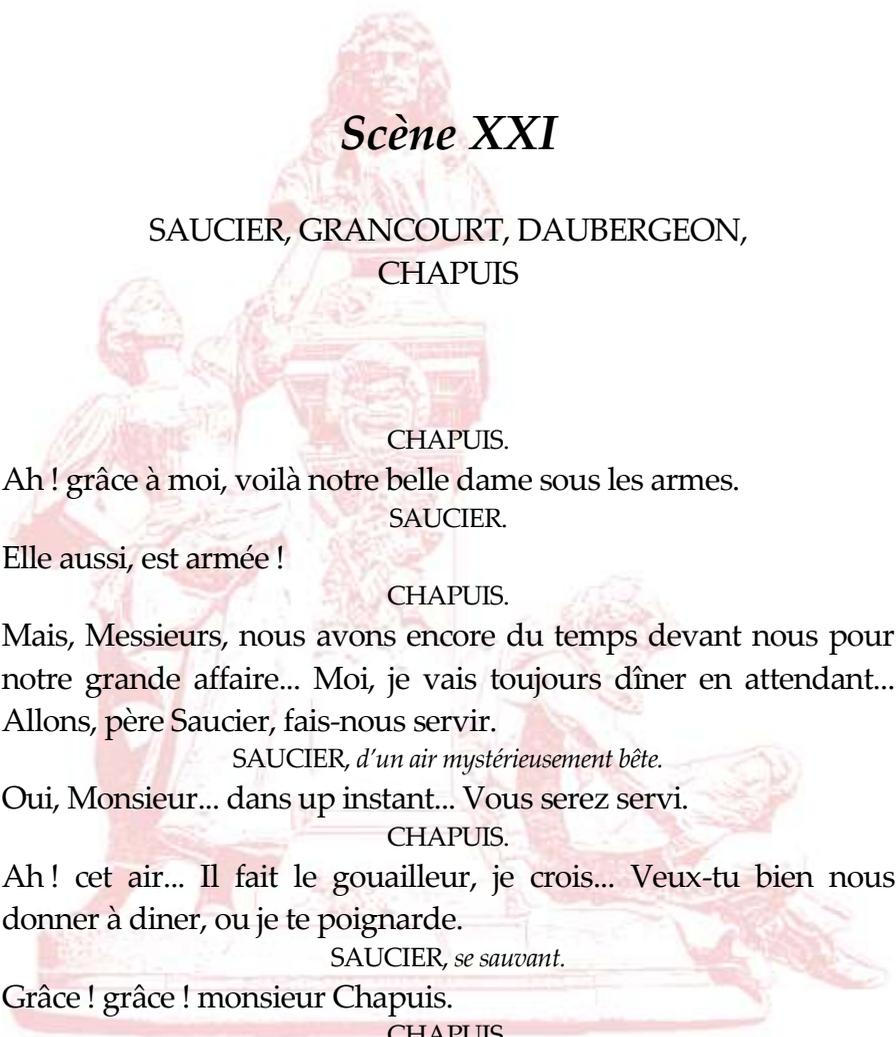 Scène XXI
SAUCIER, GRANCOURT, DAUBERGEON,
CHAPUIS
CHAPUIS.
Ah ! grâce à moi, voilà notre belle dame sous les armes.
SAUCIER.
Elle aussi, est armée !
CHAPUIS.
Mais, Messieurs, nous avons encore du temps devant nous pour
notre grande affaire... Moi, je vais toujours dîner en attendant...
Allons, père Saucier, fais-nous servir.
SAUCIER, d’un air mystérieusement bête.
Oui, Monsieur... dans up instant... Vous serez servi.
CHAPUIS.
Ah ! cet air... Il fait le gouailleur, je crois... Veux-tu bien nous
donner à diner, ou je te poignarde.
SAUCIER, se sauvant.
Grâce ! grâce ! monsieur Chapuis.
CHAPUIS.